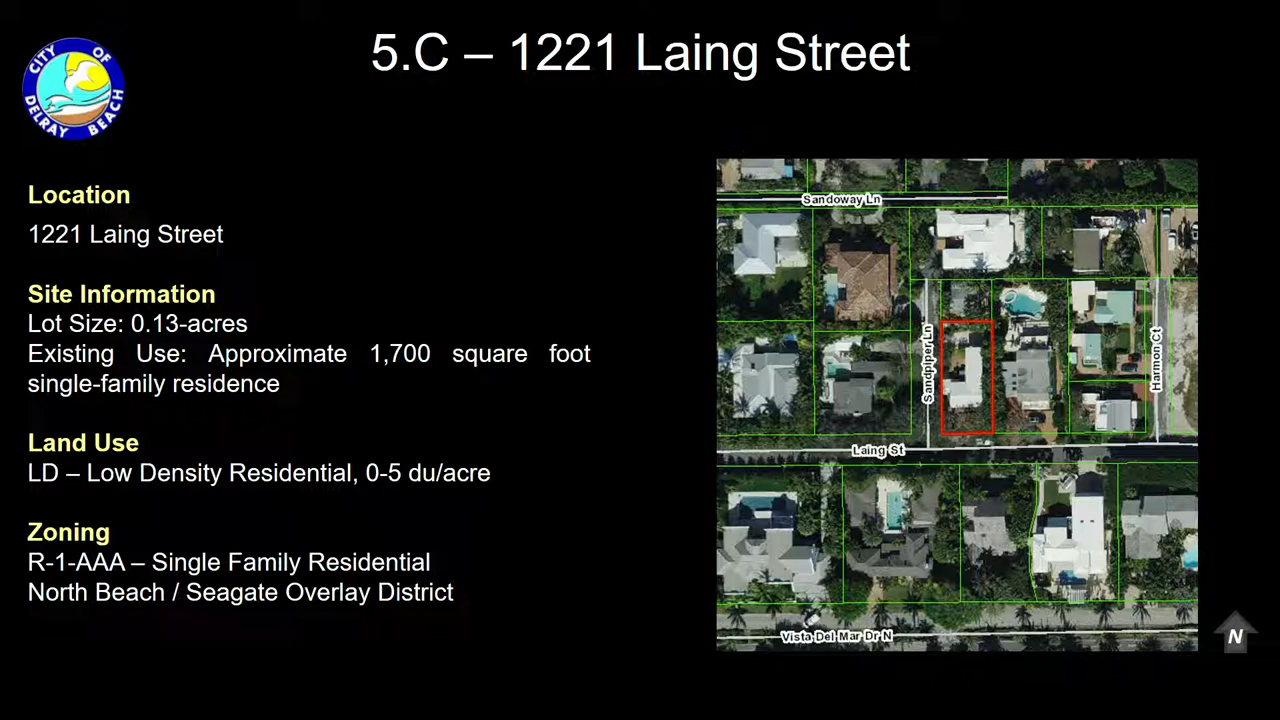 5.C – 1221 Laing Street
CITY OF
DELRAY BEACH
Location
1221 Laing Street
Site Information
Lot Size: 0.13-acres
Existing Use: Approximate 1,700 square foot
single-family residence
Land Use
LD – Low Density Residential, 0-5 du/acre
Zoning
R-1-AAA – Single Family Residential
North Beach / Seagate Overlay District
Sandoway Ln
Sandpiper Ln
Harmon Ct
Laing St
Vista Del Mar Dr N
N